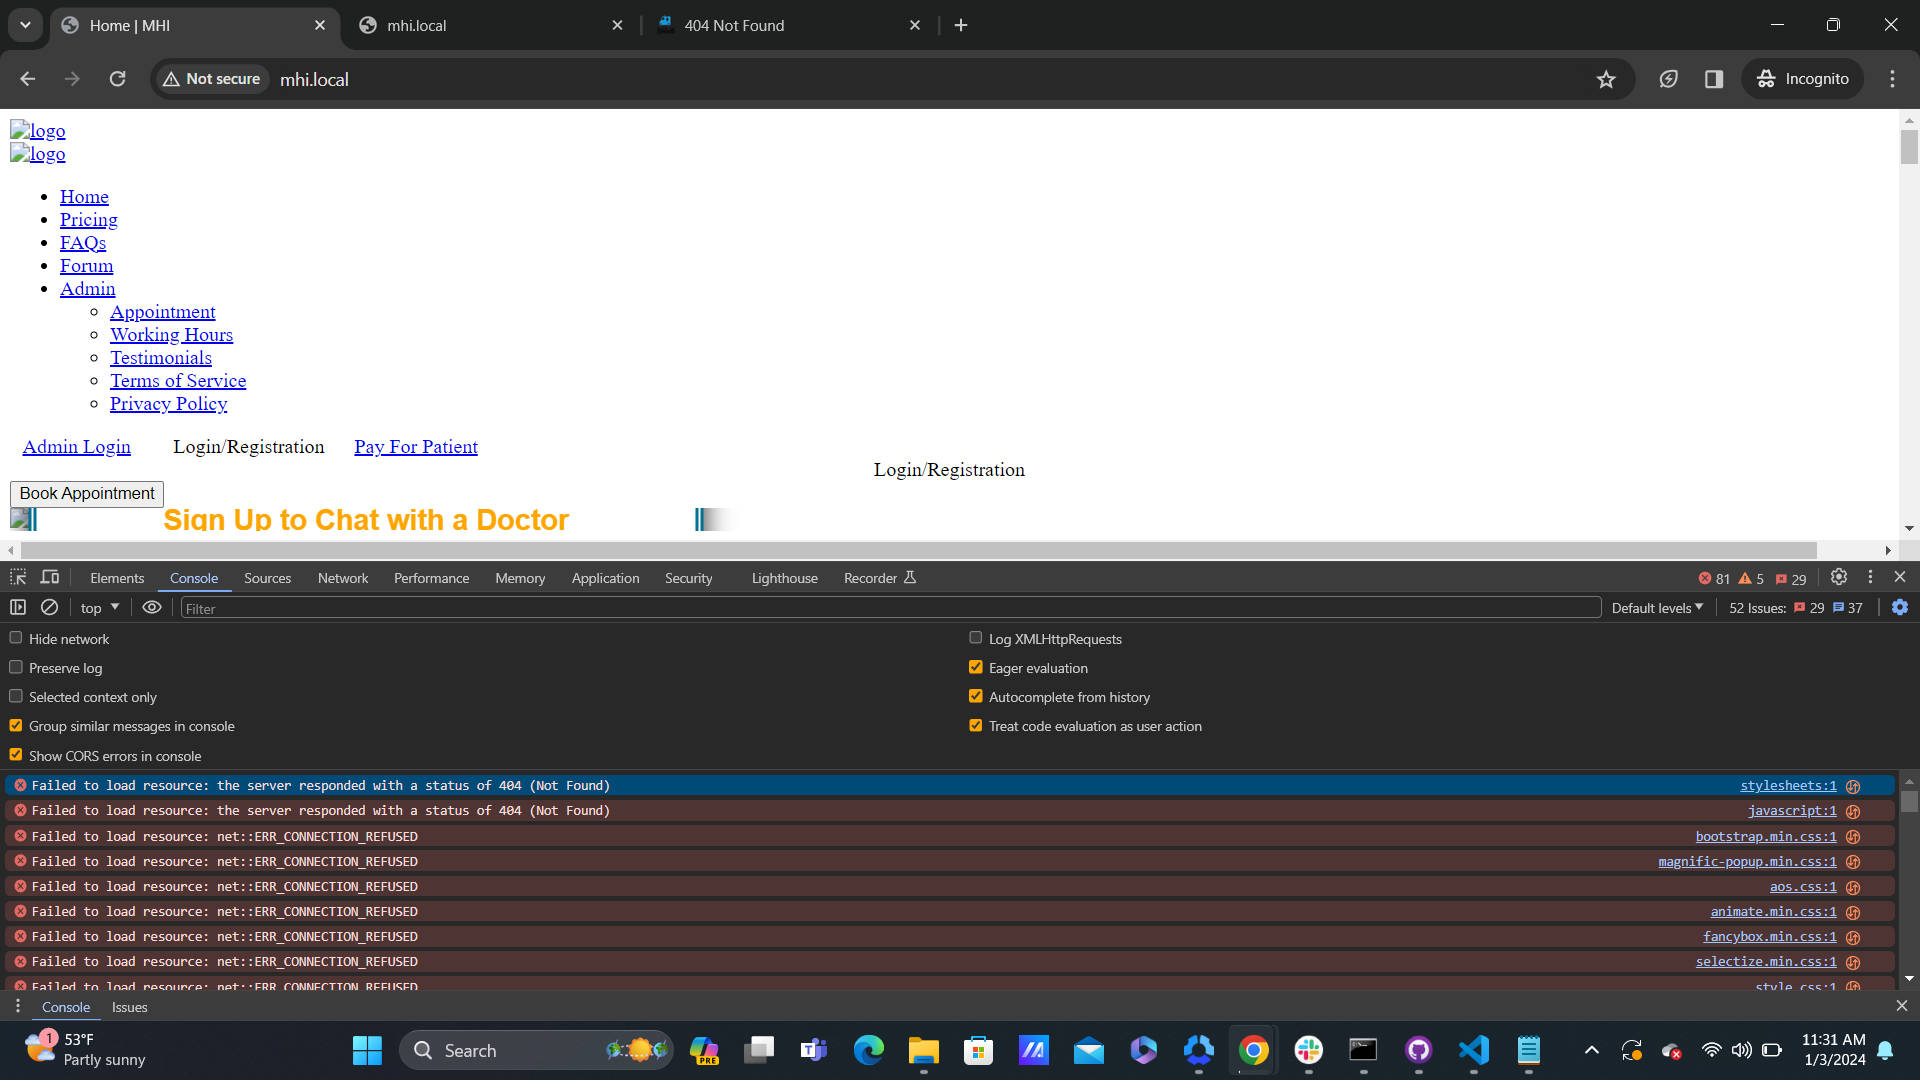 Home | MHI
mhi.local
404 Not Found
Not secure
mhi.local
Incognito
logo
logo
Home
Pricing
FAQs
Forum
Admin
Appointment
Working Hours
Testimonials
Terms of Service
Privacy Policy
Admin Login Login/Registration Pay For Patient
Login/Registration
Book Appointment
Sign Up to Chat with a Doctor
Elements Console Sources Network Performance Memory Application Security Lighthouse Recorder 81 5 29
top Filter Default levels 52 Issues: 29 37
Hide network Log XMLHttpRequests
Preserve log Eager evaluation
Selected context only Autocomplete from history
Group similar messages in console Treat code evaluation as user action
Show CORS errors in console
Failed to load resource: the server responded with a status of 404 (Not Found) stylesheets:1
Failed to load resource: the server responded with a status of 404 (Not Found) javascript:1
Failed to load resource: net::ERR_CONNECTION_REFUSED bootstrap.min.css:1
Failed to load resource: net::ERR_CONNECTION_REFUSED magnific-popup.min.css:1
Failed to load resource: net::ERR_CONNECTION_REFUSED aos.css:1
Failed to load resource: net::ERR_CONNECTION_REFUSED animate.min.css:1
Failed to load resource: net::ERR_CONNECTION_REFUSED fancybox.min.css:1
Failed to load resource: net::ERR_CONNECTION_REFUSED selectize.min.css:1
Failed to load resource: net::ERR_CONNECTION_REFUSED style.css:1
Console Issues
1
53°F
Partly sunny
Search
PRE
11:31 AM
1/3/2024